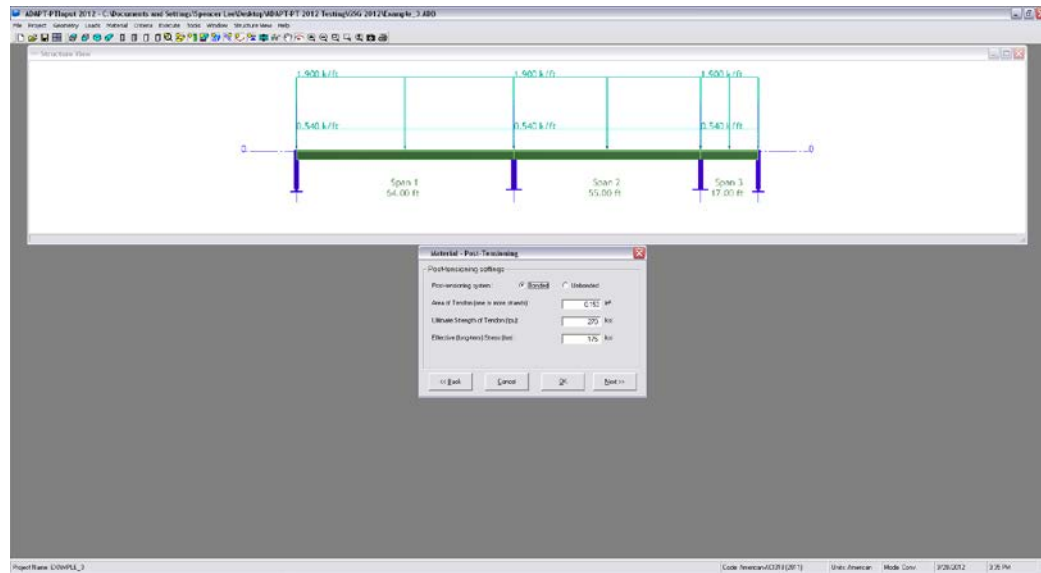 ADAPT-PTInput 2012 - C:\Documents and Settings\Spencer Lee\Desktop\ADAPT-PT 2012 Testing\GSG 2012\Example_3.ADB
File Project Geometry Loads Material Criteria Execute Tools Window Structure View Help
Structure View
1.900 k/ft 1.900 k/ft 1.900 k/ft
0.540 k/ft 0.540 k/ft 0.540 k/ft
0 0
Span 1 Span 2 Span 3
64.00 ft 55.00 ft 17.00 ft
Material - Post-Tensioning
Post-tensioning settings
Post-tensioning system: Bonded Unbonded
Area of Tendon (one or more strands) 0.153 in²
Ultimate Strength of Tendon (fpu) 270 ksi
Effective (long-term) Stress (fse) 175 ksi
<< Back Cancel OK Next >>
Project Name: EXAMPLE_3 Code: American-ACI318 (2011) Units: American Mode: Conv 3:35 PM